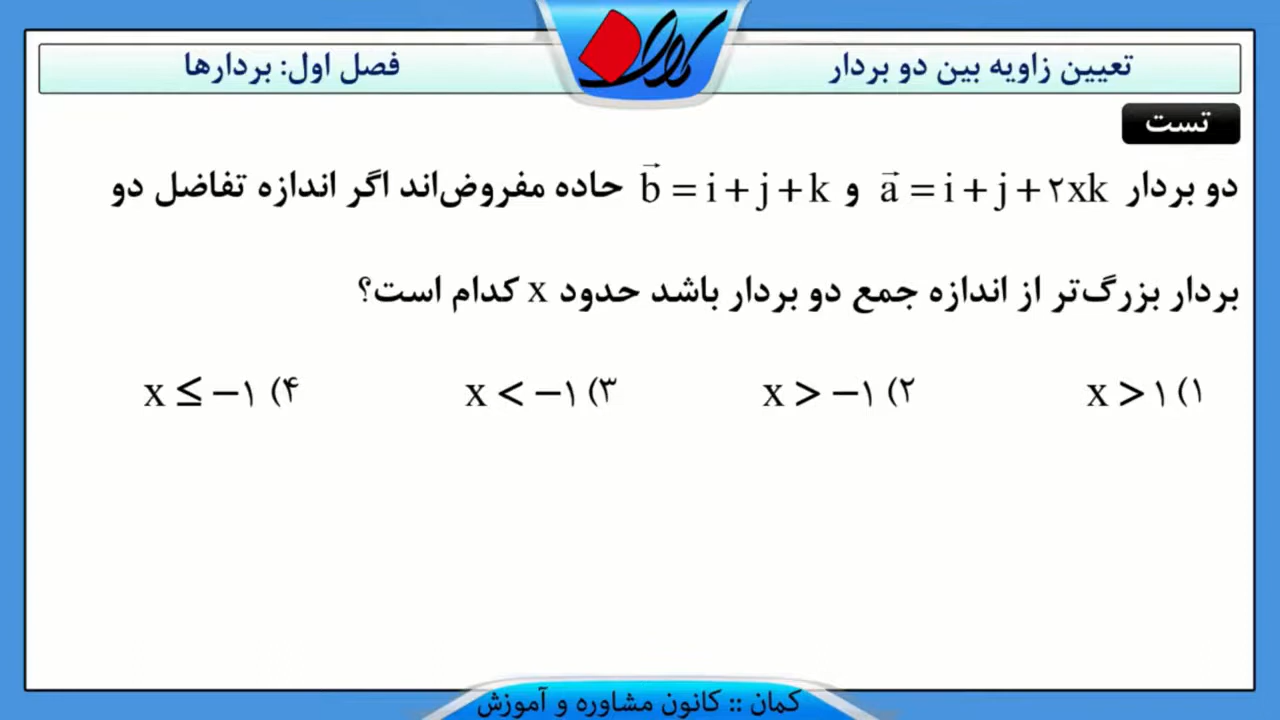 تعیین زاویه بین دو بردار
فصل اول: بردارها
تست
دو بردار a⃗ = i + j + ۲xk و b⃗ = i + j + k حاده مفروض‌اند اگر اندازه تفاضل دو
بردار بزرگ‌تر از اندازه جمع دو بردار باشد حدود x کدام است؟
۱) x > ۱ ۲) x > −۱ ۳) x < −۱ ۴) x ≤ −۱
کمان :: کانون مشاوره و آموزش